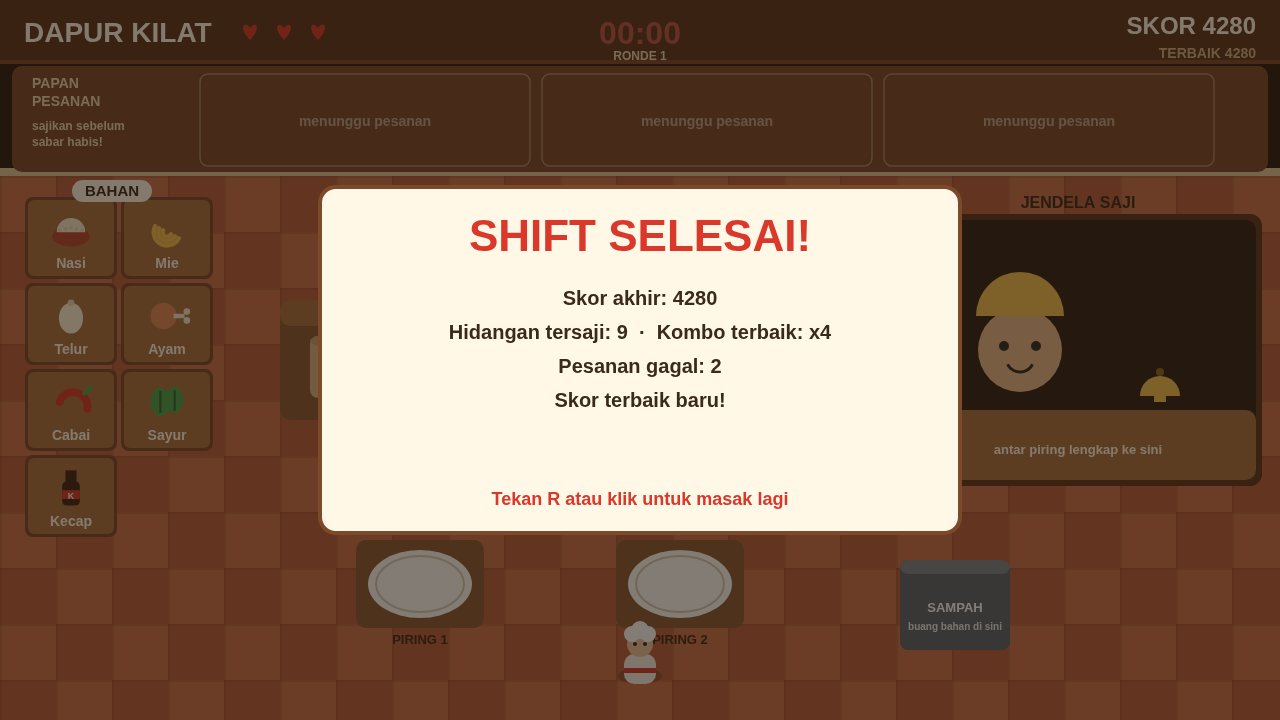 DAPUR KILAT
00:00
RONDE 1
SKOR 4280
TERBAIK 4280
PAPAN
PESANAN
sajikan sebelum
sabar habis!
menunggu pesanan
menunggu pesanan
menunggu pesanan
BAHAN
Nasi
Mie
Telur
Ayam
Cabai
Sayur
K
Kecap
SHIFT SELESAI!
Skor akhir: 4280
Hidangan tersaji: 9 · Kombo terbaik: x4
Pesanan gagal: 2
Skor terbaik baru!
Tekan R atau klik untuk masak lagi
JENDELA SAJI
antar piring lengkap ke sini
PIRING 1
PIRING 2
SAMPAH
buang bahan di sini